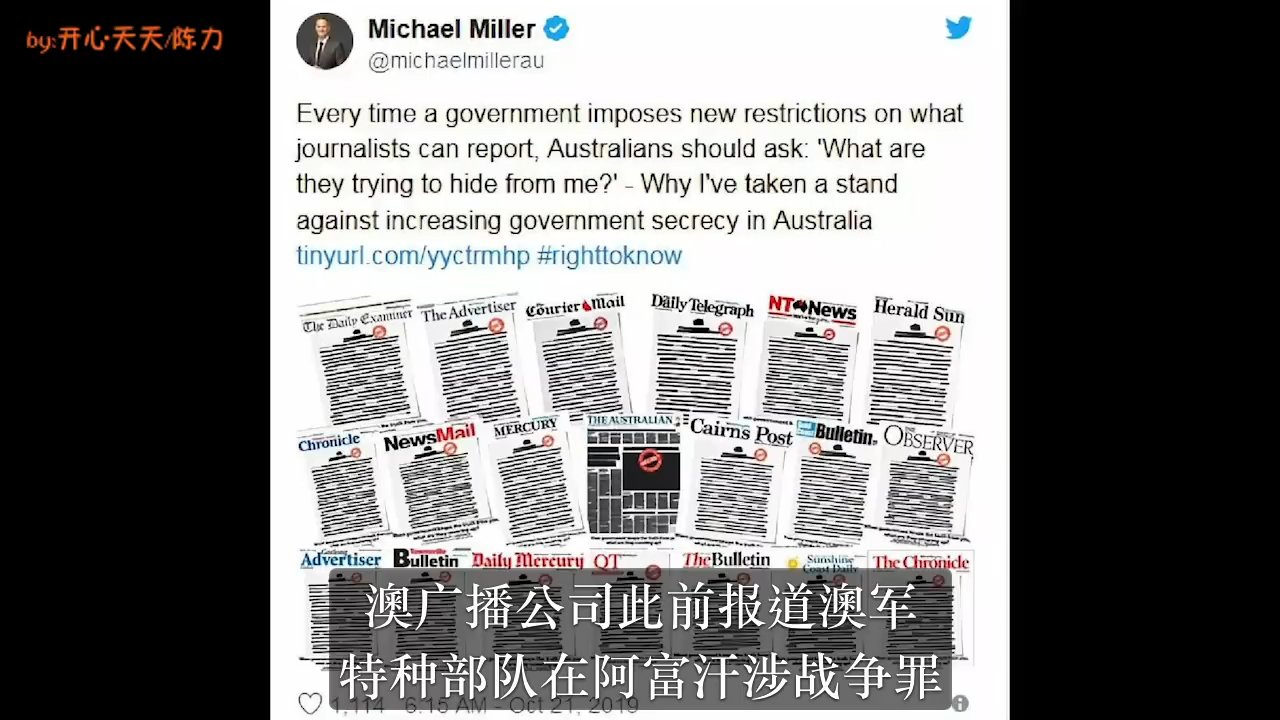 by:开心天天/陈力
Michael Miller
@michaelmillerau
Every time a government imposes new restrictions on what
journalists can report, Australians should ask: 'What are
they trying to hide from me?' - Why I've taken a stand
against increasing government secrecy in Australia
tinyurl.com/yyctrmhp #righttoknow
The Daily Examiner
The Advertiser
The Courier Mail
Daily Telegraph
NT News
Herald Sun
Chronicle
NewsMail
MERCURY
THE AUSTRALIAN
Cairns Post
Bulletin
OBSERVER
Geelong
Advertiser
Townsville
Bulletin
Daily Mercury
QT
The Bulletin
Sunshine
Coast Daily
The Chronicle
澳广播公司此前报道澳军
特种部队在阿富汗涉战争罪
1,114 6:15 AM - Oct 21, 2019